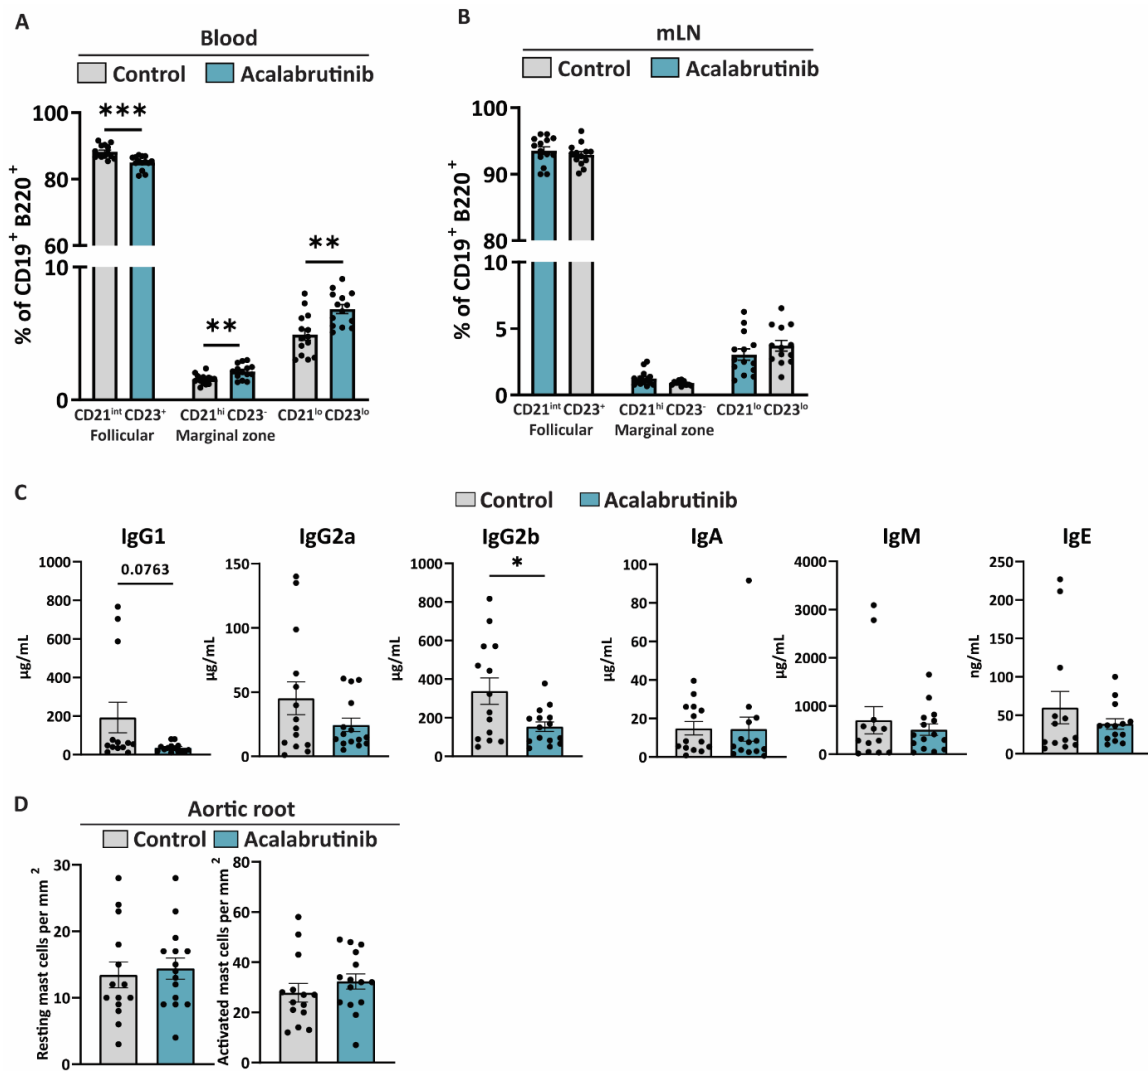 A
Blood
Control Acalabrutinib
% of CD19+ B220+
100
80
60
10
0
***
**
**
CD21int CD23+ CD21hi CD23- CD21lo CD23lo
Follicular Marginal zone
B
mLN
Control Acalabrutinib
% of CD19+ B220+
100
90
80
10
5
0
CD21int CD23+ CD21hi CD23- CD21lo CD23lo
Follicular Marginal zone
C
Control Acalabrutinib
IgG1
µg/mL
1000
800
600
400
200
0
0.0763
IgG2a
µg/mL
150
100
50
0
IgG2b
µg/mL
1000
800
600
400
200
0
*
IgA
µg/mL
100
80
60
40
20
0
IgM
µg/mL
4000
3000
2000
1000
0
IgE
ng/mL
250
200
150
100
50
0
D
Aortic root
Control Acalabrutinib
Resting mast cells per mm2
30
20
10
0
Activated mast cells per mm2
80
60
40
20
0